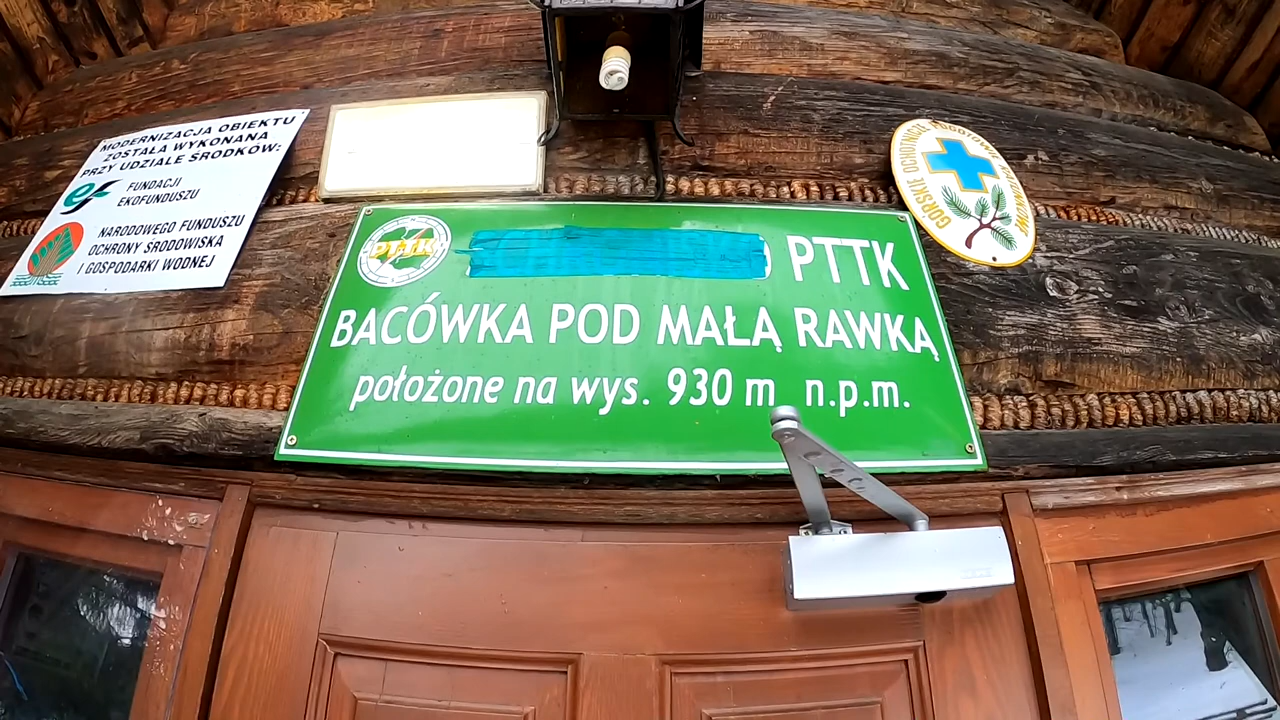 MODERNIZACJA OBIEKTU
ZOSTAŁA WYKONANA
PRZY UDZIALE ŚRODKÓW:
FUNDACJI
EKOFUNDUSZU
NARODOWEGO FUNDUSZU
OCHRONY ŚRODOWISKA
I GOSPODARKI WODNEJ
PTTK
PTTK
BACÓWKA POD MAŁĄ RAWKĄ
położone na wys. 930 m n.p.m.
GÓRSKIE OCHOTNICZE POGOTOWIE RATUNKOWE